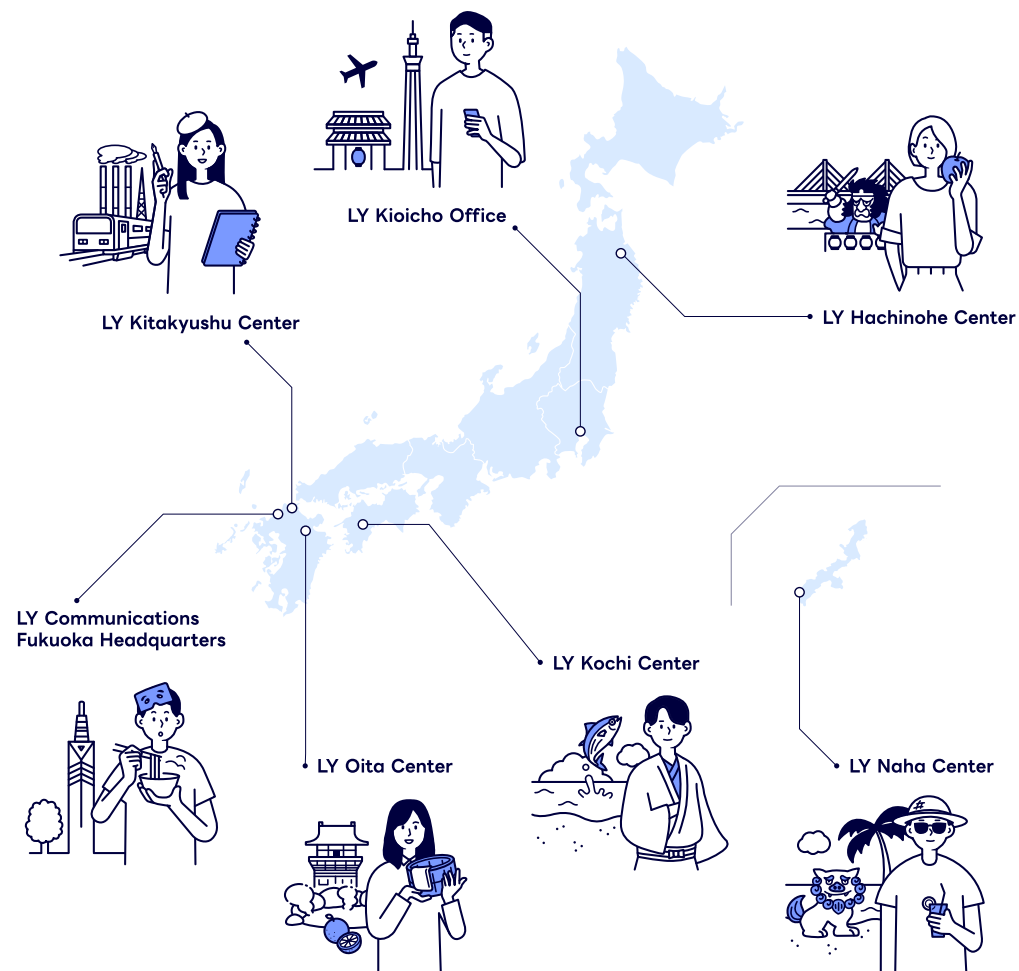 LY Kioicho Office
LY Kitakyushu Center
LY Hachinohe Center
LY Communications
Fukuoka Headquarters
LY Kochi Center
LY Oita Center
LY Naha Center